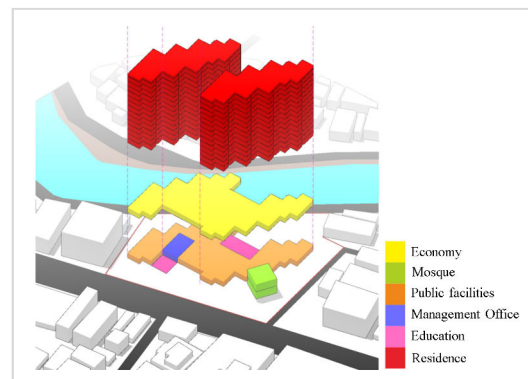 Economy
Mosque
Public facilities
Management Office
Education
Residence